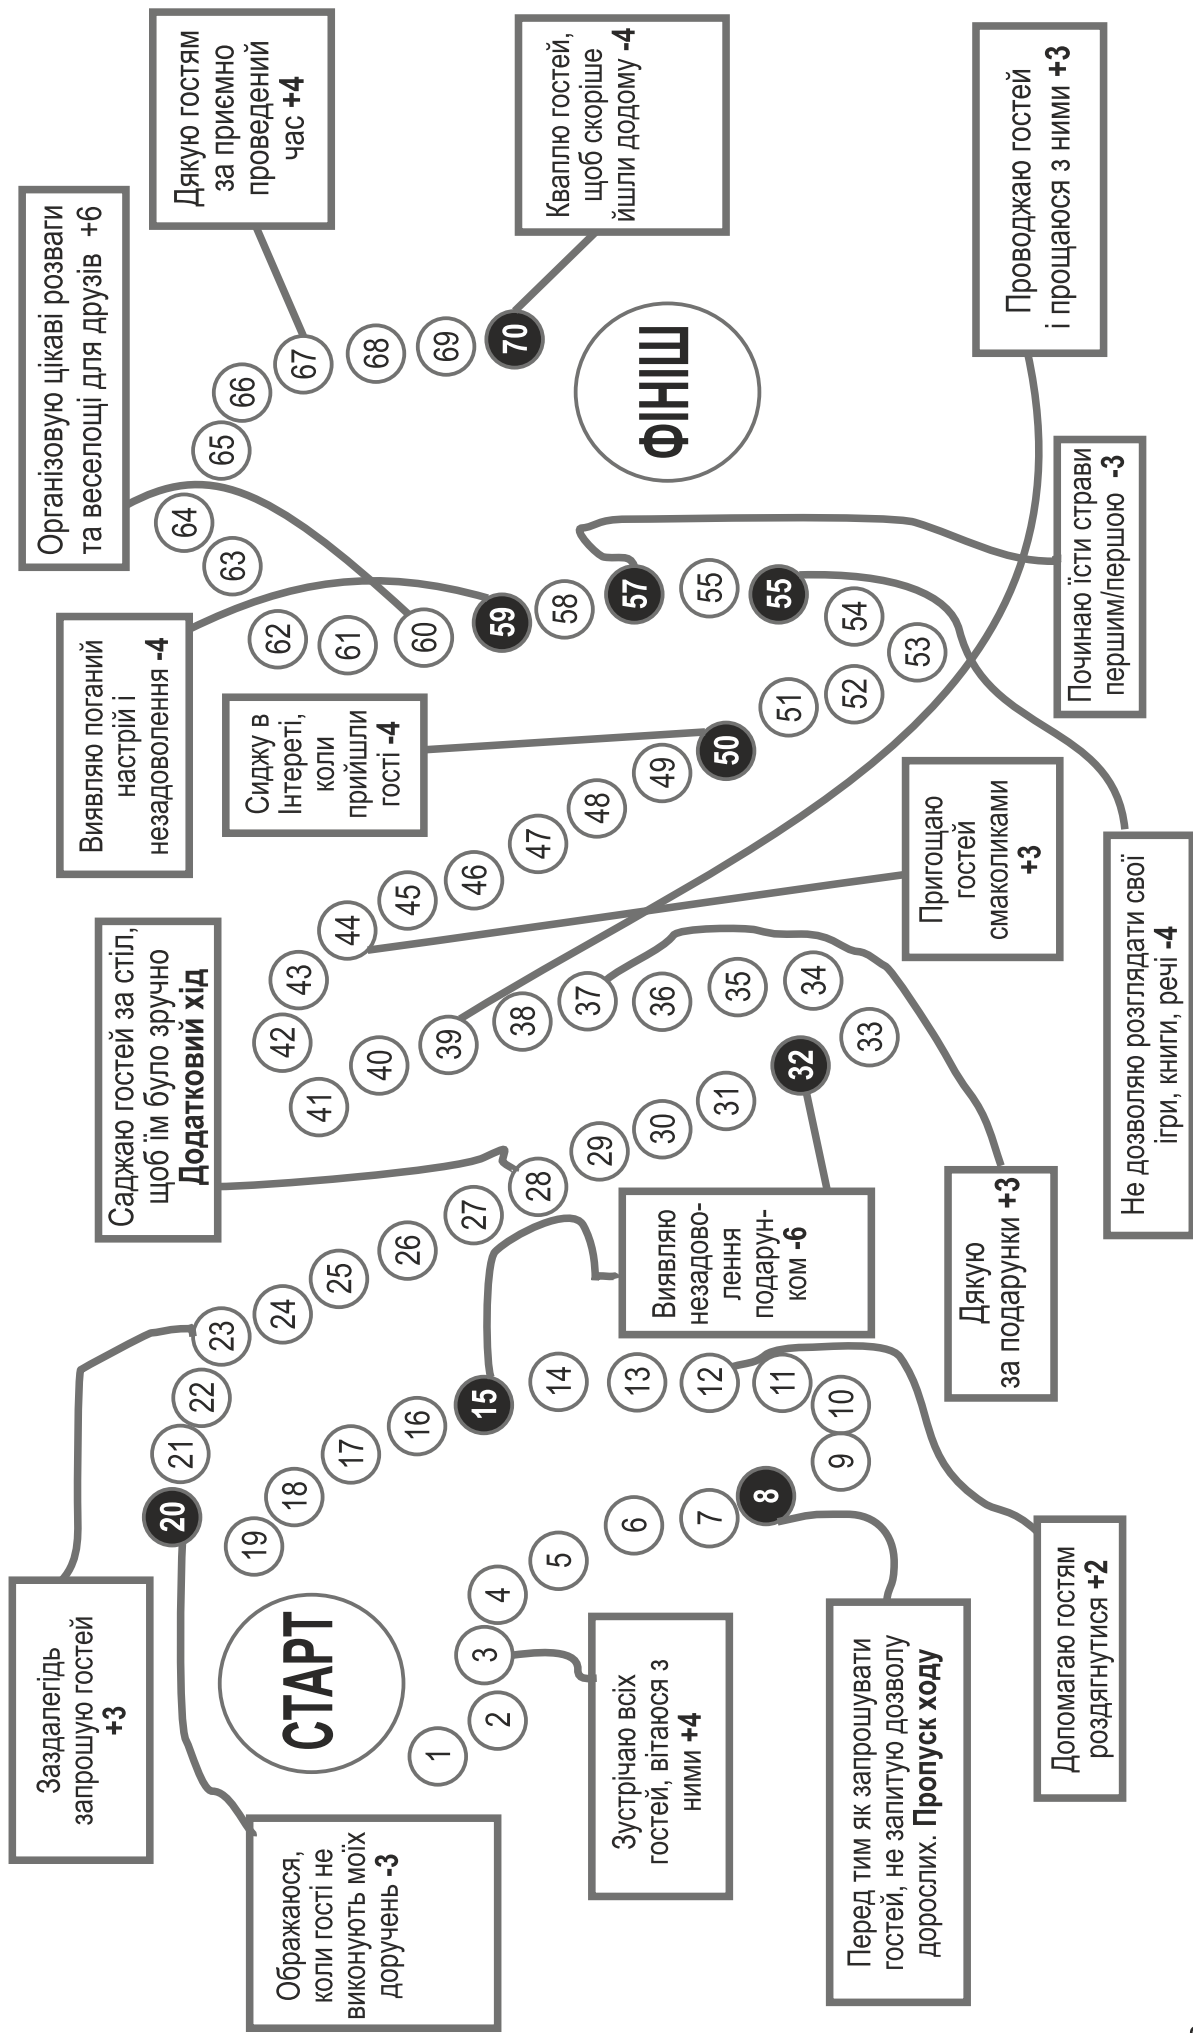 СТАРТ
1
2
3
4
5
6
7
8
9
10
11
12
13
14
15
16
17
18
19
20
21
22
23
24
25
26
27
28
29
30
31
32
33
34
35
36
37
38
39
40
41
42
43
44
45
46
47
48
49
50
51
52
53
54
55
55
57
58
59
60
61
62
63
64
65
66
67
68
69
70
ФІНІШ
Заздалегідь
запрошую гостей
+3
Ображаюся,
коли гості не
виконують моїх
доручень -3
Зустрічаю всіх
гостей, вітаюся з
ними +4
Перед тим як запрошувати
гостей, не запитую дозволу
дорослих. Пропуск ходу
Допомагаю гостям
роздягнутися +2
Саджаю гостей за стіл,
щоб їм було зручно
Додатковий хід
Виявляю
незадово-
лення
подарун-
ком -6
Дякую
за подарунки +3
Не дозволяю розглядати свої
ігри, книги, речі -4
Пригощаю
гостей
смаколиками
+3
Виявляю поганий
настрій і
незадоволення -4
Сиджу в
Інтереті,
коли
прийшли
гості -4
Починаю їсти страви
першим/першою -3
Організовую цікаві розваги
та веселощі для друзів +6
Дякую гостям
за приємно
проведений
час +4
Кваплю гостей,
щоб скоріше
йшли додому -4
Проводжаю гостей
і прощаюся з ними +3